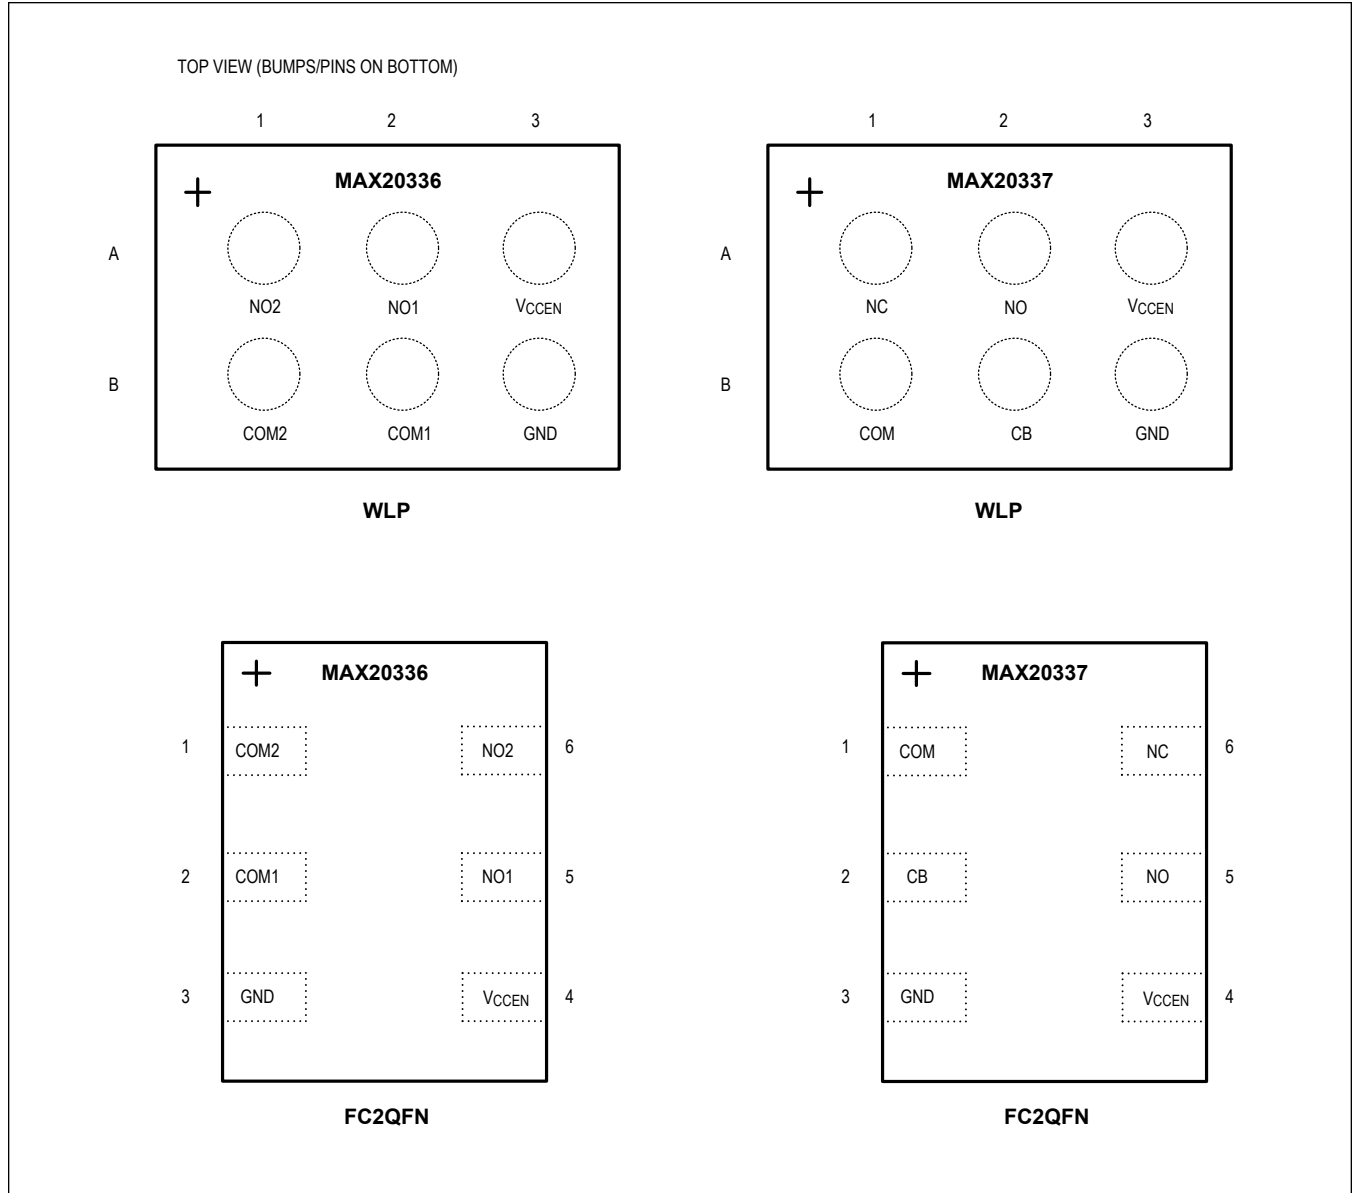 TOP VIEW (BUMPS/PINS ON BOTTOM)
1 2 3
MAX20336
A
NO2 NO1 VCCEN
B
COM2 COM1 GND
WLP
1 2 3
MAX20337
A
NC NO VCCEN
B
COM CB GND
WLP
MAX20336
1 COM2 NO2 6
2 COM1 NO1 5
3 GND VCCEN 4
FC2QFN
MAX20337
1 COM NC 6
2 CB NO 5
3 GND VCCEN 4
FC2QFN